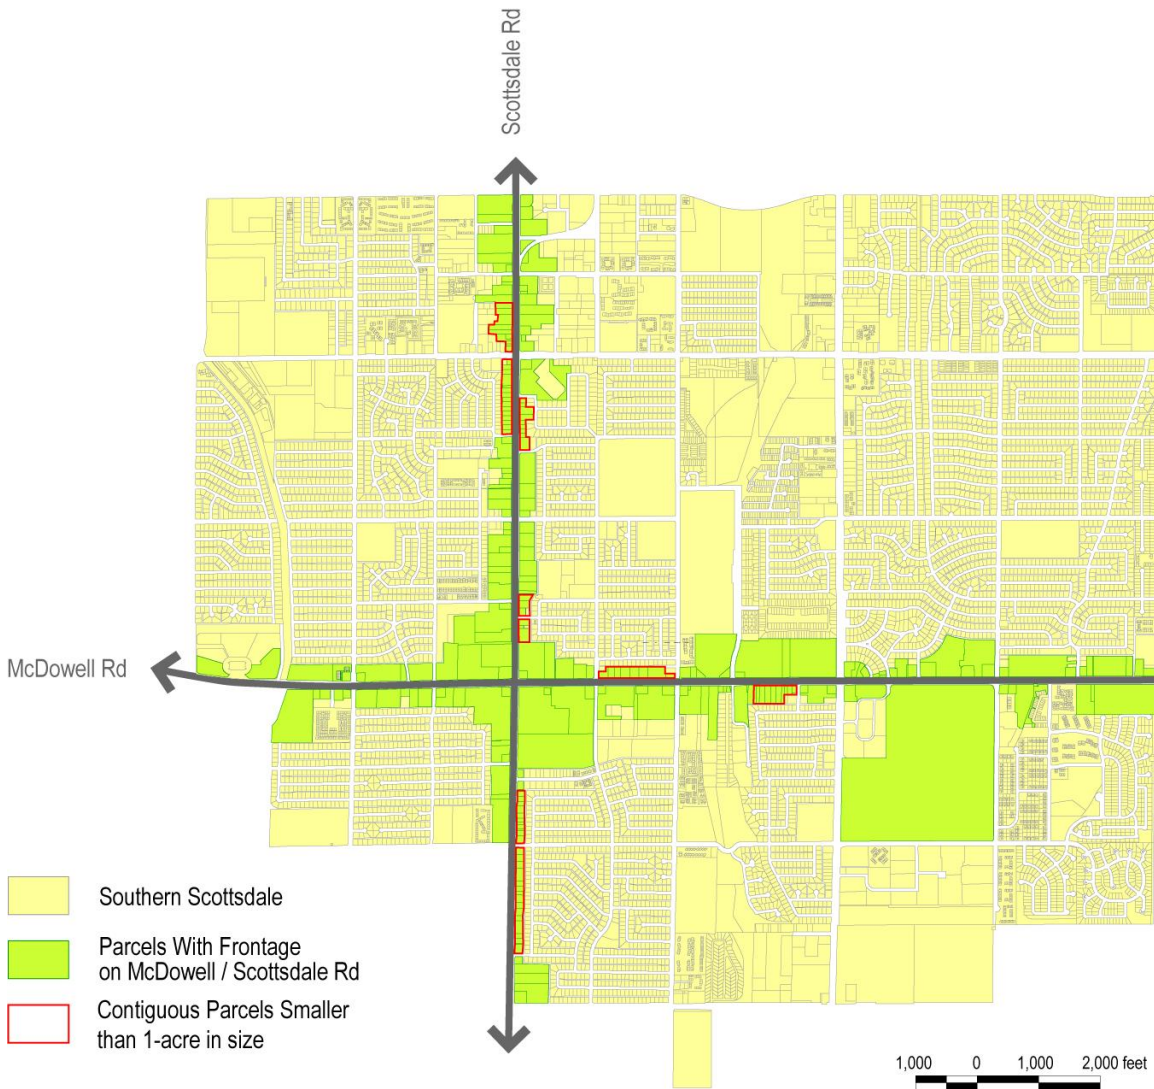 Scottsdale Rd
McDowell Rd
Southern Scottsdale
Parcels With Frontage
on McDowell / Scottsdale Rd
Contiguous Parcels Smaller
than 1-acre in size
1,000 0 1,000 2,000 feet